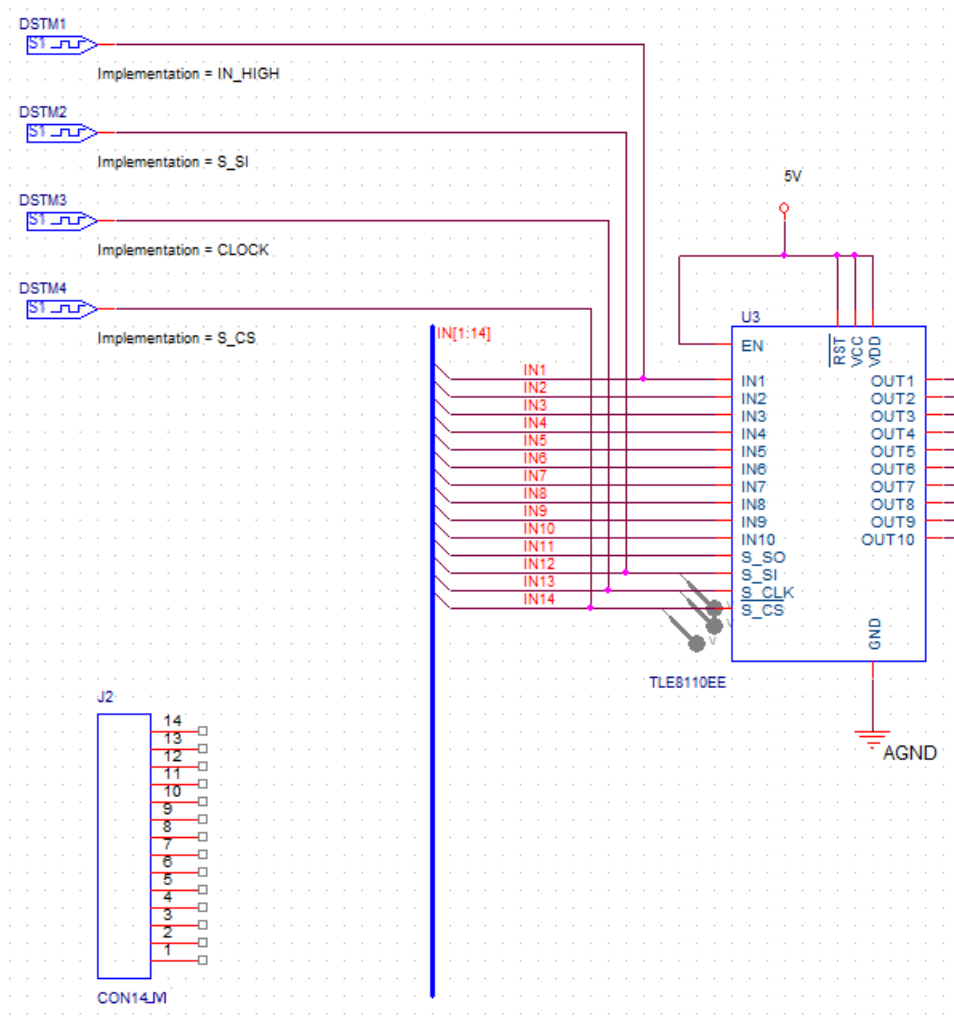 DSTM1
S1
Implementation = IN_HIGH
DSTM2
S1
Implementation = S_SI
DSTM3
S1
Implementation = CLOCK
DSTM4
S1
Implementation = S_CS
5V
IN[1:14]
U3
EN
RST
VCC
VDD
IN1
IN2
IN3
IN4
IN5
IN6
IN7
IN8
IN9
IN10
IN11
IN12
IN13
IN14
IN1
IN2
IN3
IN4
IN5
IN6
IN7
IN8
IN9
IN10
S_SO
S_SI
S_CLK
S_CS
OUT1
OUT2
OUT3
OUT4
OUT5
OUT6
OUT7
OUT8
OUT9
OUT10
GND
V
V
TLE8110EE
AGND
J2
14
13
12
11
10
9
8
7
6
5
4
3
2
1
CON14_M